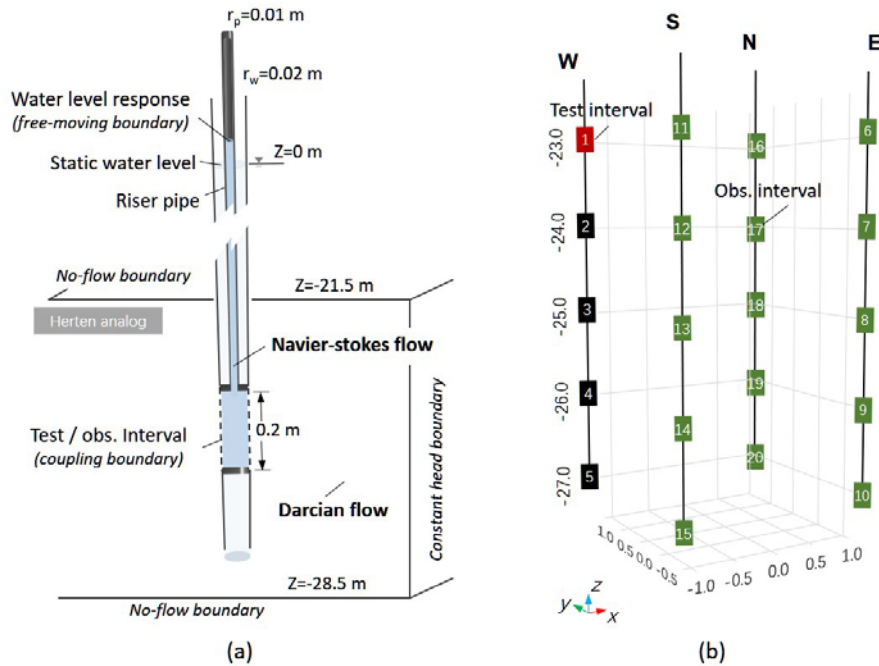 r_p=0.01 m
r_w=0.02 m
Water level response
(free-moving boundary)
Z=0 m
Static water level
Riser pipe
No-flow boundary
Z=-21.5 m
Herten analog
Navier-stokes flow
Test / obs. Interval
(coupling boundary)
0.2 m
Darcian flow
Constant head boundary
Z=-28.5 m
No-flow boundary
(a)
W
S
N
E
Test interval
Obs. interval
-23.0
-24.0
-25.0
-26.0
-27.0
1
2
3
4
5
11
12
13
14
15
16
17
18
19
20
6
7
8
9
10
1.0 0.5 0.0 -0.5
-1.0 -0.5 0.0 0.5 1.0
z
y
x
(b)